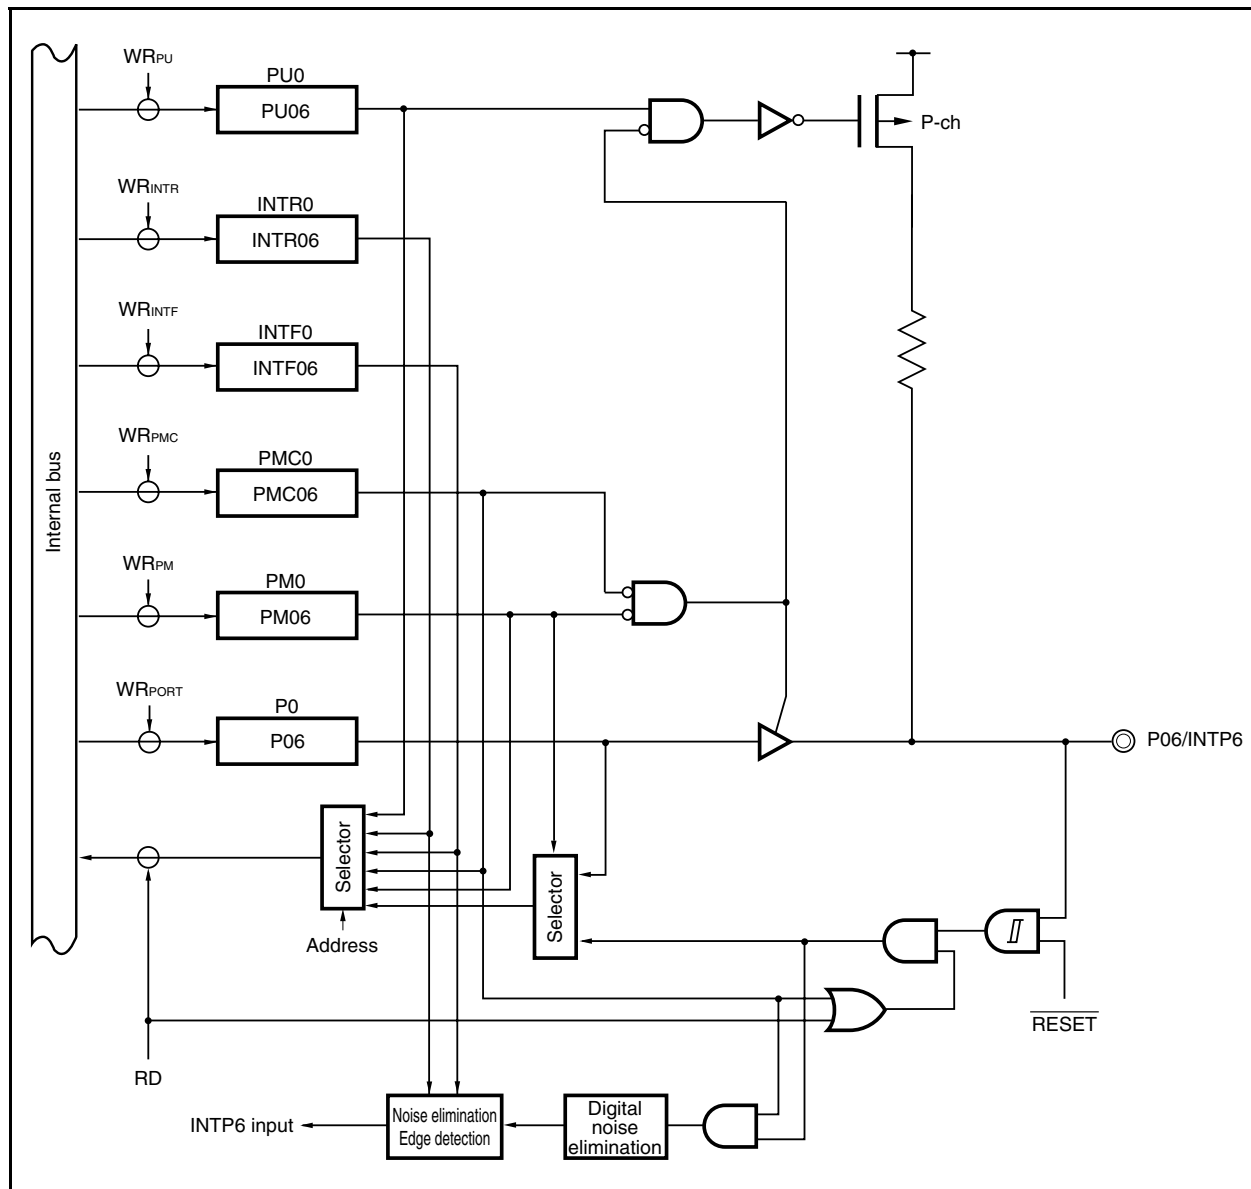 WRPU
PU0
PU06
P-ch
WRINTR
INTR0
INTR06
WRINTF
INTF0
INTF06
Internal bus
WRPMC
PMC0
PMC06
WRPM
PM0
PM06
WRPORT
P0
P06
P06/INTP6
Selector
Selector
Address
RESET
RD
INTP6 input
Noise elimination
Edge detection
Digital
noise
elimination